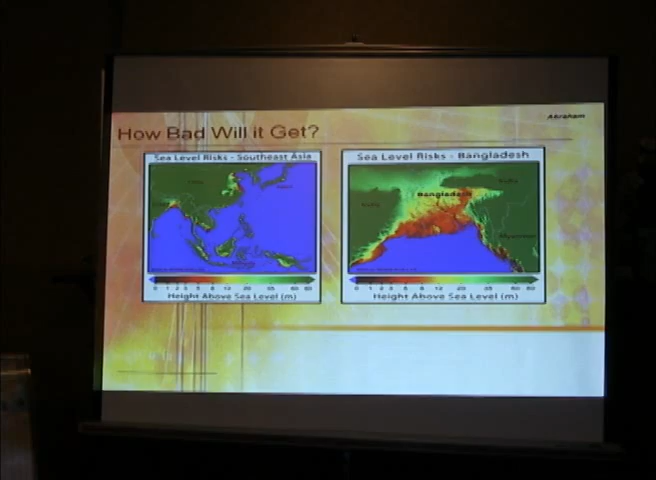 Abraham
How Bad Will it Get?
Sea Level Risks - Southeast Asia
Sea Level Risks - Bangladesh
India
Bangladesh
Myanmar
Height Above Sea Level (m)
Height Above Sea Level (m)